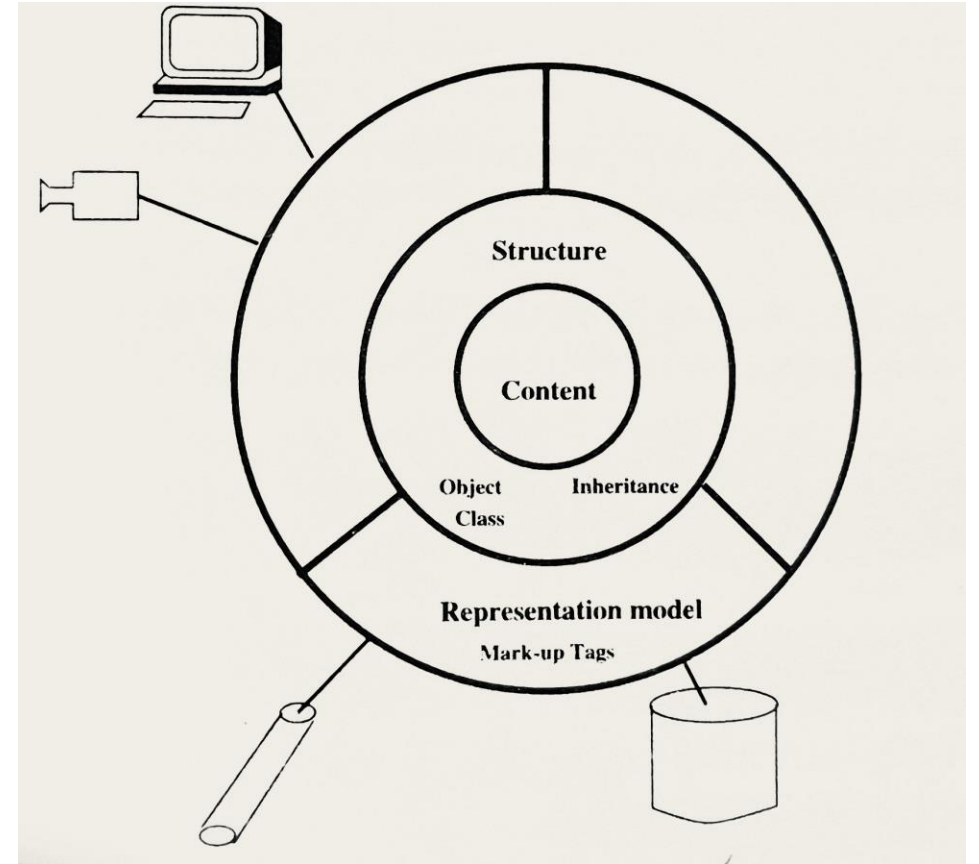 Structure
Content
Object Inheritance
Class
Representation model
Mark-up Tags